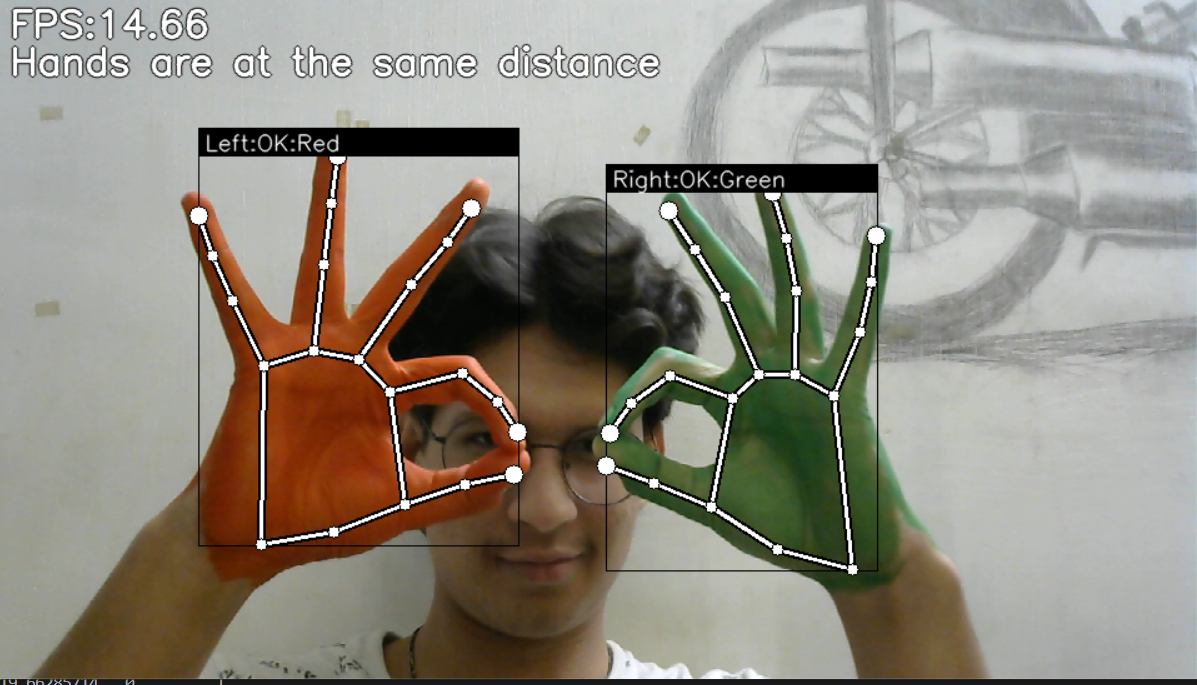 FPS:14.66
Hands are at the same distance
Left:OK:Red
Right:OK:Green